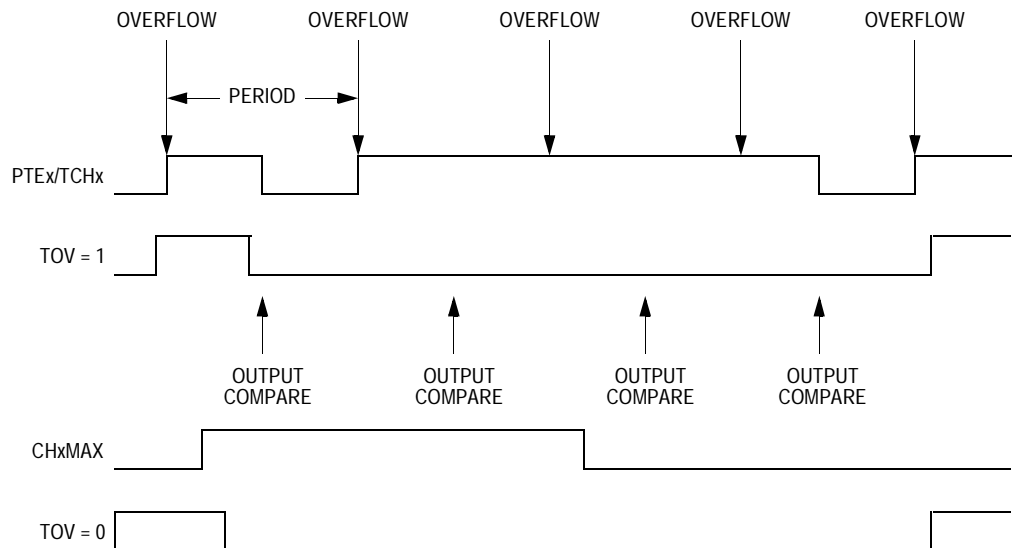 OVERFLOW OVERFLOW OVERFLOW OVERFLOW OVERFLOW
PERIOD
PTEx/TCHx
TOV = 1
OUTPUT OUTPUT OUTPUT OUTPUT
COMPARE COMPARE COMPARE COMPARE
CHxMAX
TOV = 0